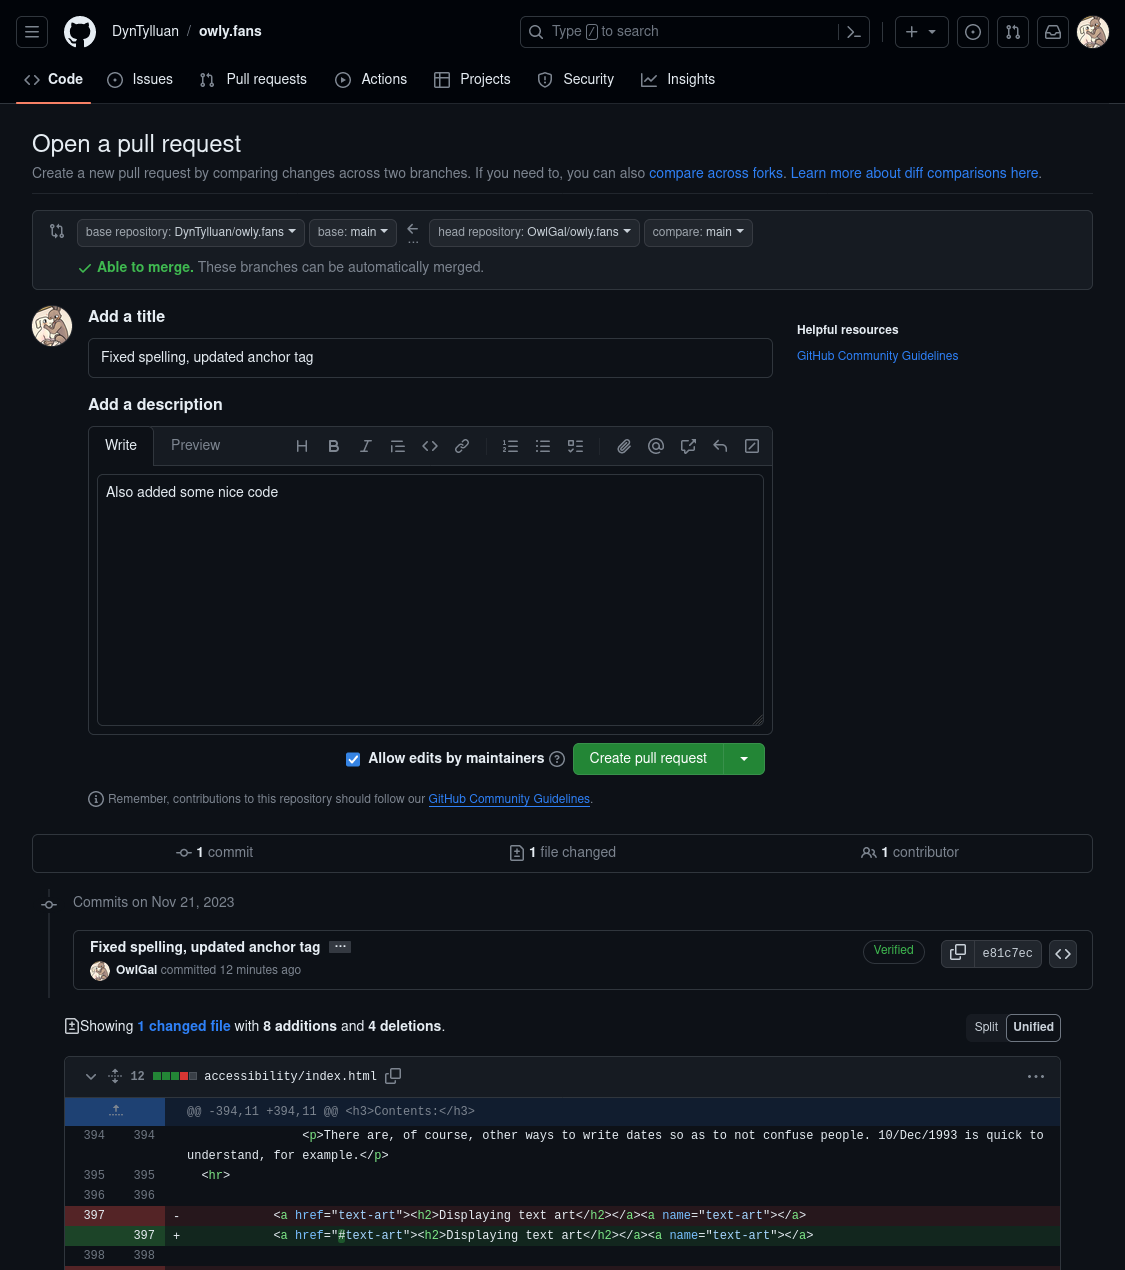 DynTylluan / owly.fans
Type / to search
Code Issues Pull requests Actions Projects Security Insights
Open a pull request
Create a new pull request by comparing changes across two branches. If you need to, you can also compare across forks. Learn more about diff comparisons here.
base repository: DynTylluan/owly.fans base: main head repository: OwlGal/owly.fans compare: main
Able to merge. These branches can be automatically merged.
Add a title
Helpful resources
Fixed spelling, updated anchor tag
GitHub Community Guidelines
Add a description
Write Preview
Also added some nice code
Allow edits by maintainers Create pull request
Remember, contributions to this repository should follow our GitHub Community Guidelines.
1 commit 1 file changed 1 contributor
Commits on Nov 21, 2023
Fixed spelling, updated anchor tag
Verified e81c7ec
OwlGal committed 12 minutes ago
Showing 1 changed file with 8 additions and 4 deletions.
Split Unified
12 accessibility/index.html
@@ -394,11 +394,11 @@ <h3>Contents:</h3>
394 394 <p>There are, of course, other ways to write dates so as to not confuse people. 10/Dec/1993 is quick to
understand, for example.</p>
395 395 <hr>
396 396
397 - <a href="text-art"><h2>Displaying text art</h2></a><a name="text-art"></a>
397 + <a href="#text-art"><h2>Displaying text art</h2></a><a name="text-art"></a>
398 398